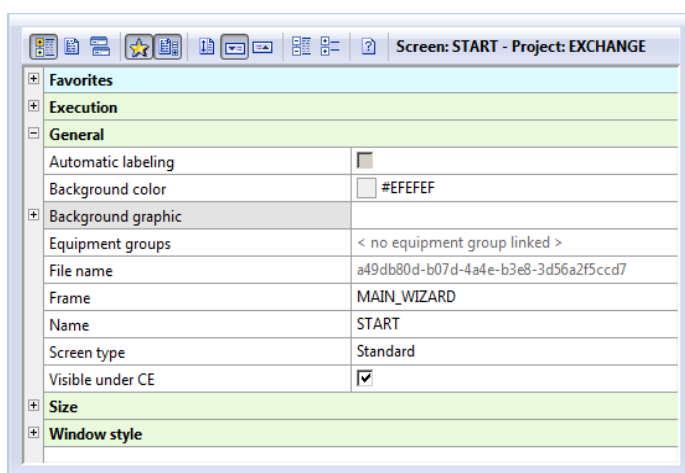 Screen: START - Project: EXCHANGE
Favorites
Execution
General
Automatic labeling
Background color #EFEFEF
Background graphic
Equipment groups < no equipment group linked >
File name a49db80d-b07d-4a4e-b3e8-3d56a2f5ccd7
Frame MAIN_WIZARD
Name START
Screen type Standard
Visible under CE
Size
Window style